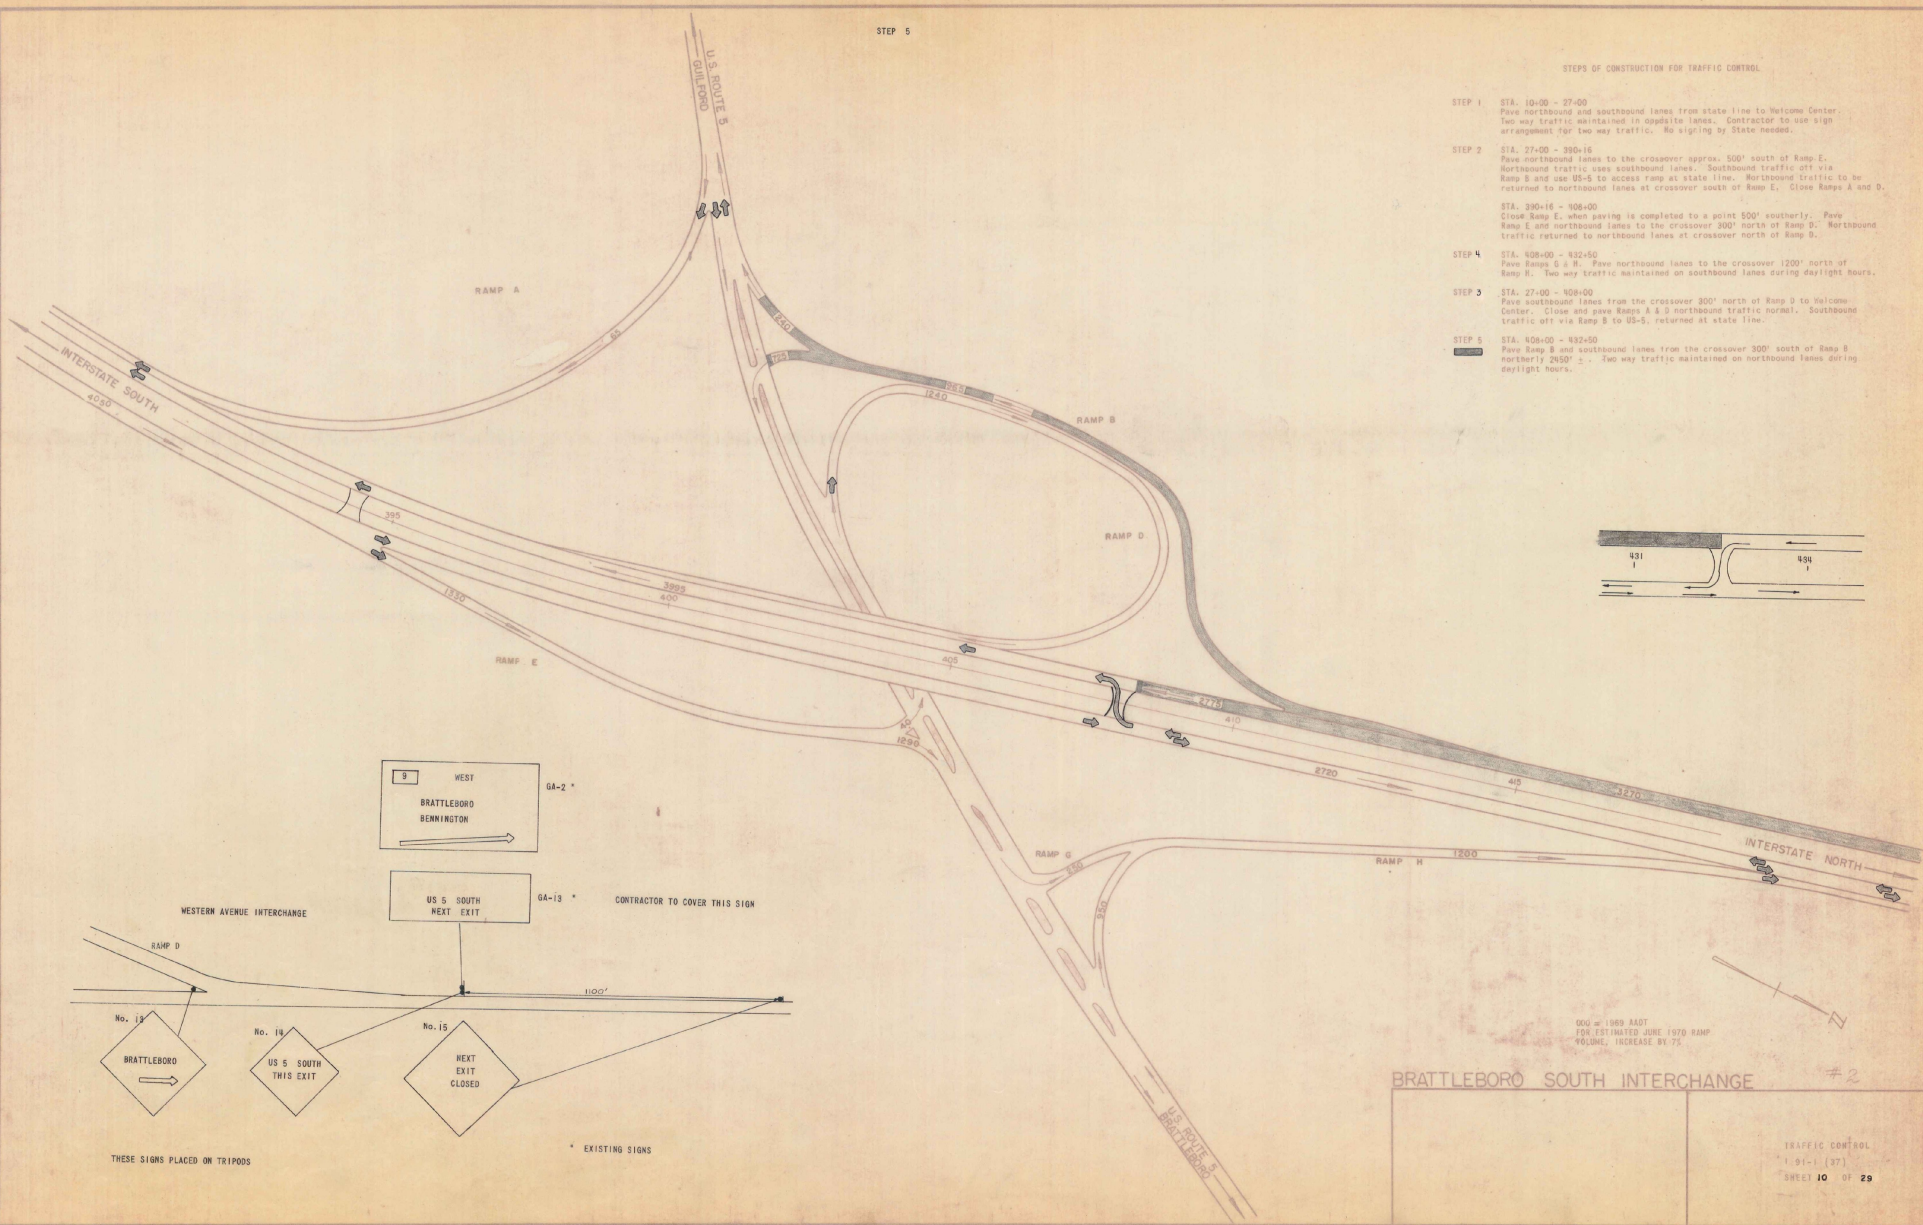 STEP 5
U.S. ROUTE 5
GUILFORD
STEPS OF CONSTRUCTION FOR TRAFFIC CONTROL
STEP 1 STA. 10+00 - 27+00
Pave northbound and southbound lanes from state line to Welcome Center.
Two way traffic maintained in opposite lanes. Contractor to use sign
arrangement for two way traffic. No signing by State needed.
STEP 2 STA. 27+00 - 390+16
Pave northbound lanes to the crossover approx. 500' south of Ramp E.
Northbound traffic uses southbound lanes. Southbound traffic off via
Ramp B and use US-5 to access ramp at state line. Northbound traffic to be
returned to northbound lanes at crossover south of Ramp E. Close Ramps A and D.
STA. 390+16 - 408+00
Close Ramp E, when paving is completed to a point 500' southerly. Pave
Ramp E and northbound lanes to the crossover 300' north of Ramp D. Northbound
traffic returned to northbound lanes at crossover north of Ramp D.
STEP 4 STA. 408+00 - 432+50
Pave Ramps G & H. Pave northbound lanes to the crossover 1200' north of
Ramp H. Two way traffic maintained on southbound lanes during daylight hours.
STEP 3 STA. 27+00 - 408+00
Pave southbound lanes from the crossover 300' north of Ramp D to Welcome
Center. Close and pave Ramps A & D northbound traffic normal. Southbound
traffic off via Ramp B to US-5, returned at state line.
STEP 5 STA. 408+00 - 432+50
Pave Ramp B and southbound lanes from the crossover 300' south of Ramp B
northerly 2450' ±. Two way traffic maintained on northbound lanes during
daylight hours.
RAMP A
65
240
725
965
1240
RAMP B
INTERSTATE SOUTH
4060
395
RAMP D
431
434
1330
3995
400
RAMP E
405
2775
410
40
1290
2720
415
3270
INTERSTATE NORTH
RAMP G
250
RAMP H
1200
950
9 WEST
BRATTLEBORO
BENNINGTON
GA-2 *
US 5 SOUTH
NEXT EXIT
GA-13 *
CONTRACTOR TO COVER THIS SIGN
WESTERN AVENUE INTERCHANGE
RAMP D
1100'
No. 13
BRATTLEBORO
No. 14
US 5 SOUTH
THIS EXIT
No. 15
NEXT
EXIT
CLOSED
* EXISTING SIGNS
THESE SIGNS PLACED ON TRIPODS
U.S. ROUTE 5
BRATTLEBORO
Z
000 = 1969 AADT
FOR ESTIMATED JUNE 1970 RAMP
VOLUME, INCREASE BY 7%
BRATTLEBORO SOUTH INTERCHANGE
#2
TRAFFIC CONTROL
I 91-1 (37)
SHEET 10 OF 29